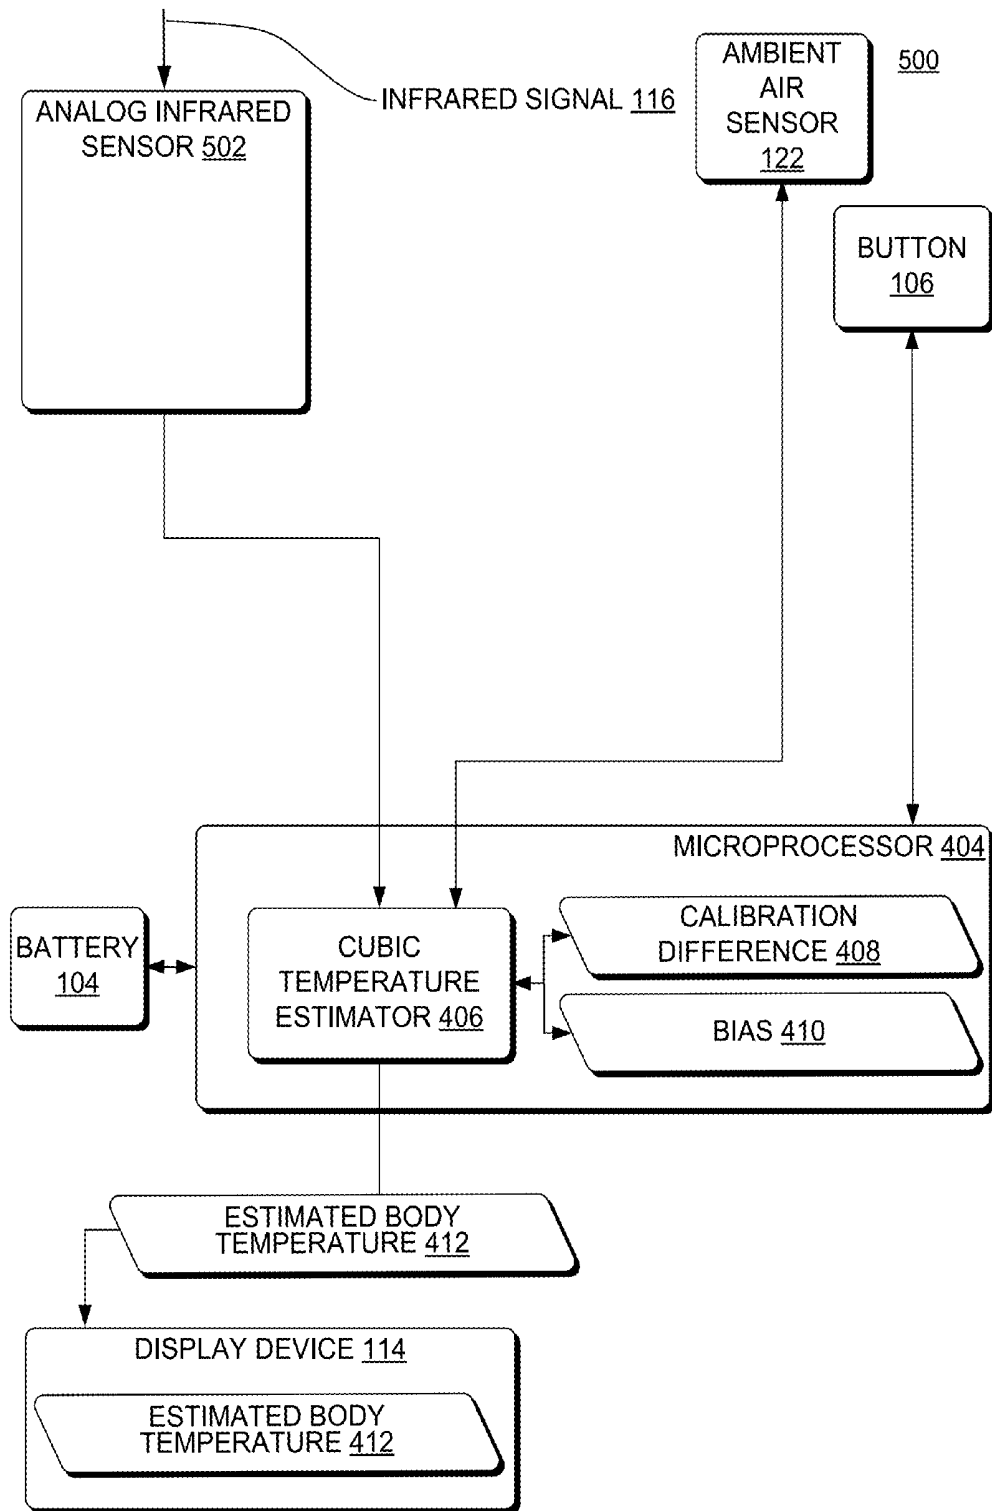 ANALOG INFRARED
SENSOR 502
INFRARED SIGNAL 116
AMBIENT
AIR
SENSOR
122
500
BUTTON
106
MICROPROCESSOR 404
BATTERY
104
CUBIC
TEMPERATURE
ESTIMATOR 406
CALIBRATION
DIFFERENCE 408
BIAS 410
ESTIMATED BODY
TEMPERATURE 412
DISPLAY DEVICE 114
ESTIMATED BODY
TEMPERATURE 412